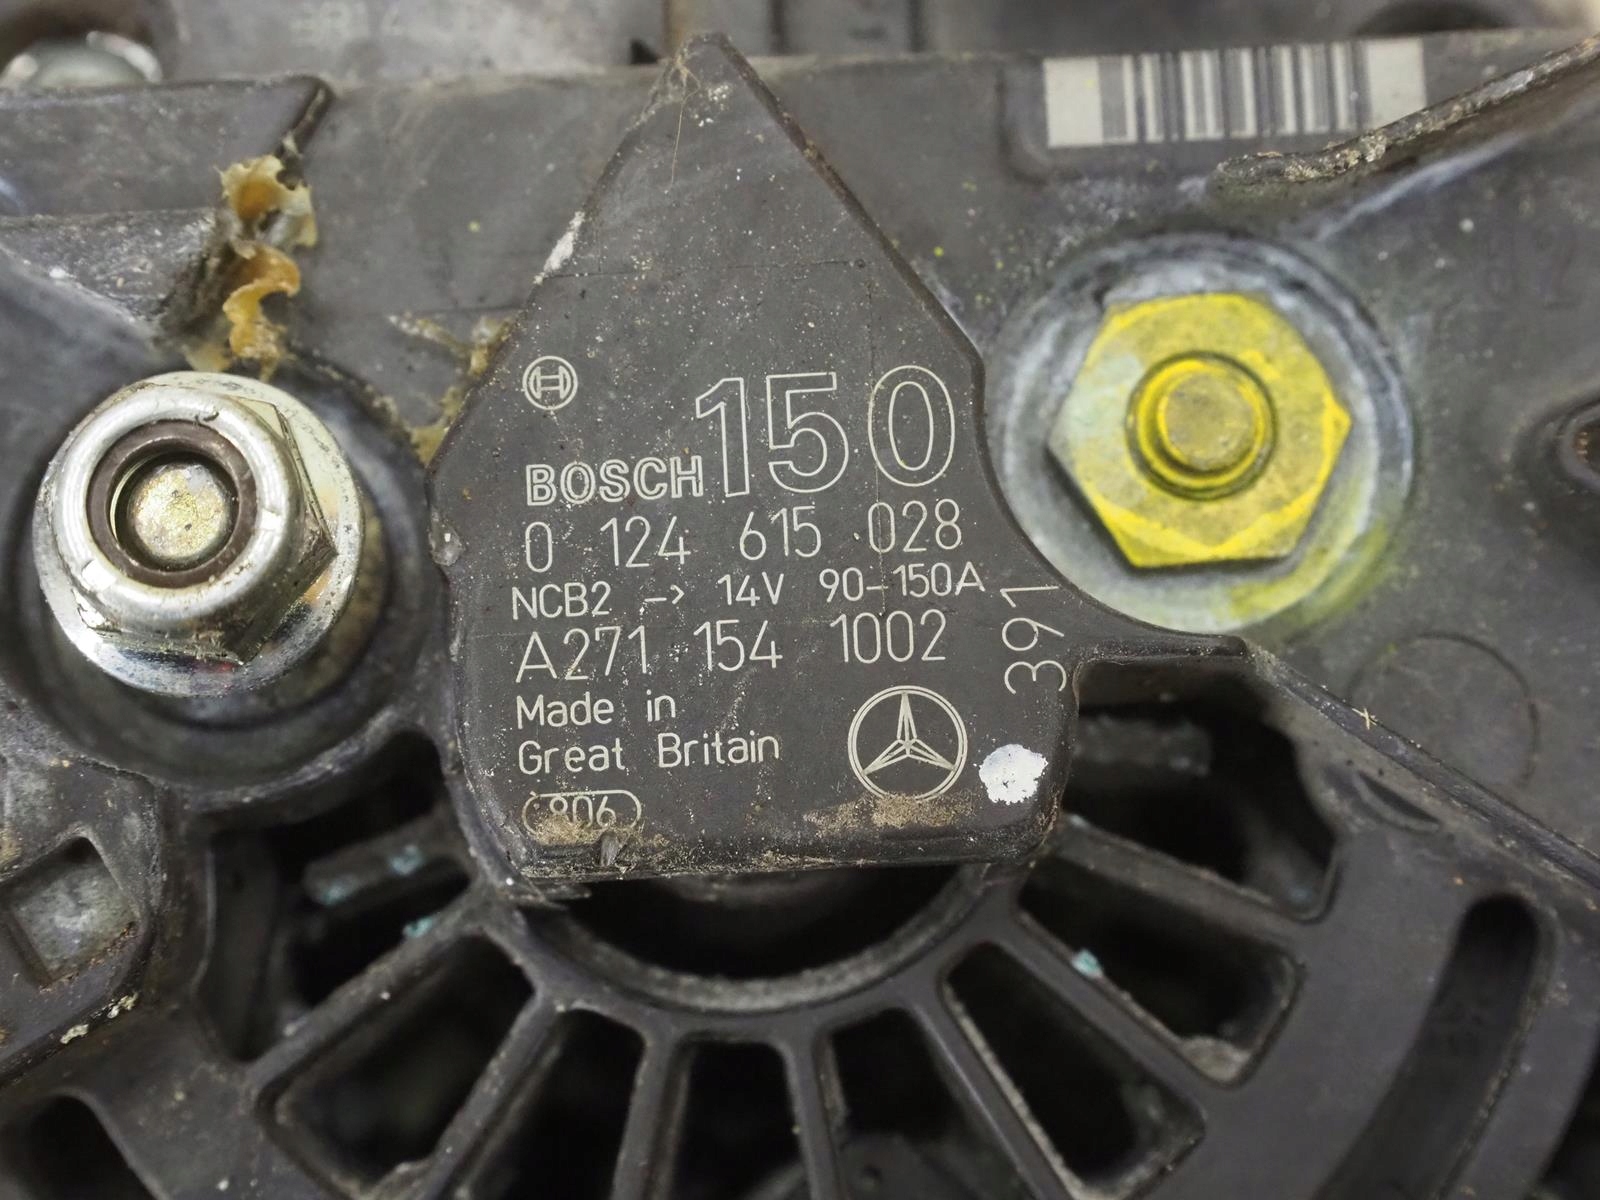 BOSCH 150
0 124 615 028
NCB2 -> 14V 90-150A
A271 154 1002
391
Made in
Great Britain
806